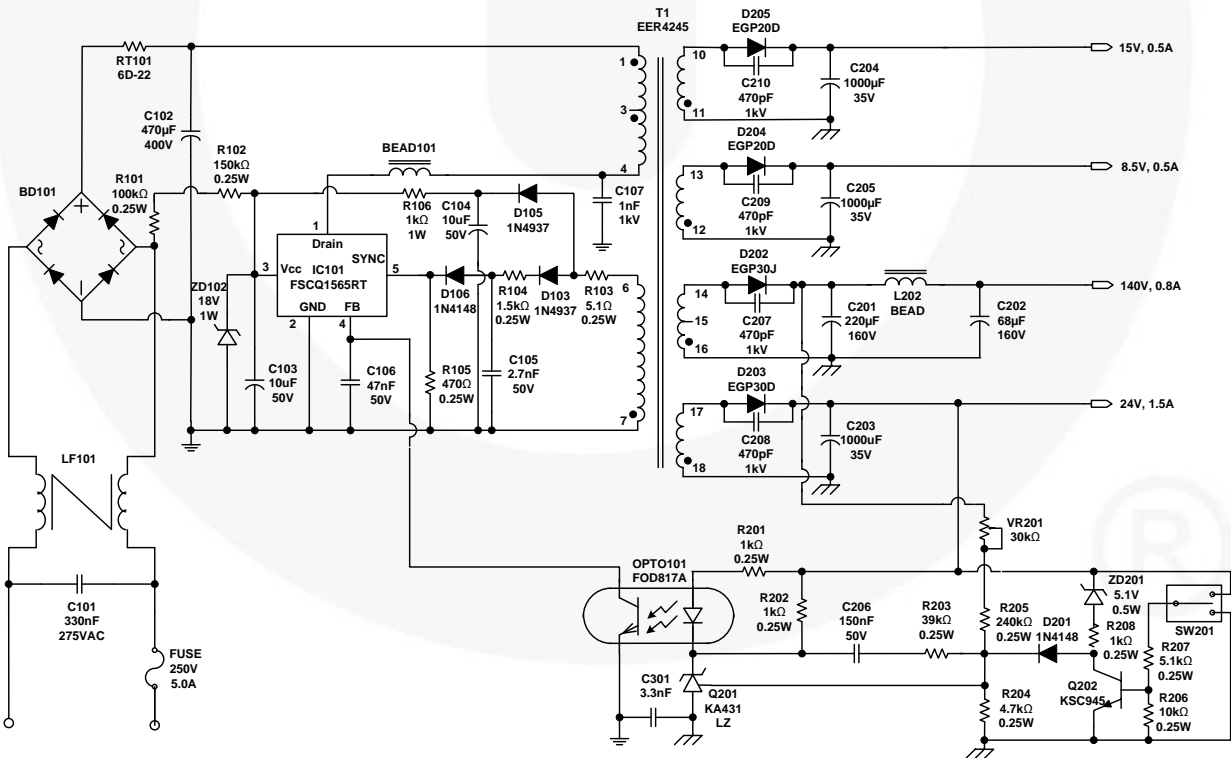 T1
EER4245
RT101
6D-22
C102
470µF
400V
R102
150kΩ
0.25W
R101
100kΩ
0.25W
BD101
BEAD101
1
3
4
C107
1nF
1kV
R106
1kΩ
1W
C104
10uF
50V
D105
1N4937
1
Drain
SYNC
3
Vcc
IC101
FSCQ1565RT
5
GND
FB
2
4
ZD102
18V
1W
D106
1N4148
R104
1.5kΩ
0.25W
D103
1N4937
R103
5.1Ω
0.25W
6
7
C103
10uF
50V
C106
47nF
50V
R105
470Ω
0.25W
C105
2.7nF
50V
LF101
C101
330nF
275VAC
FUSE
250V
5.0A
D205
EGP20D
10
11
C210
470pF
1kV
C204
1000µF
35V
15V, 0.5A
D204
EGP20D
13
12
C209
470pF
1kV
C205
1000µF
35V
8.5V, 0.5A
D202
EGP30J
14
15
16
C207
470pF
1kV
C201
220µF
160V
L202
BEAD
C202
68µF
160V
140V, 0.8A
D203
EGP30D
17
18
C208
470pF
1kV
C203
1000uF
35V
24V, 1.5A
VR201
30kΩ
R201
1kΩ
0.25W
OPTO101
FOD817A
R202
1kΩ
0.25W
C206
150nF
50V
R203
39kΩ
0.25W
R205
240kΩ
0.25W
D201
1N4148
ZD201
5.1V
0.5W
R208
1kΩ
0.25W
SW201
R207
5.1kΩ
0.25W
Q202
KSC945
R206
10kΩ
0.25W
R204
4.7kΩ
0.25W
C301
3.3nF
Q201
KA431
LZ
®